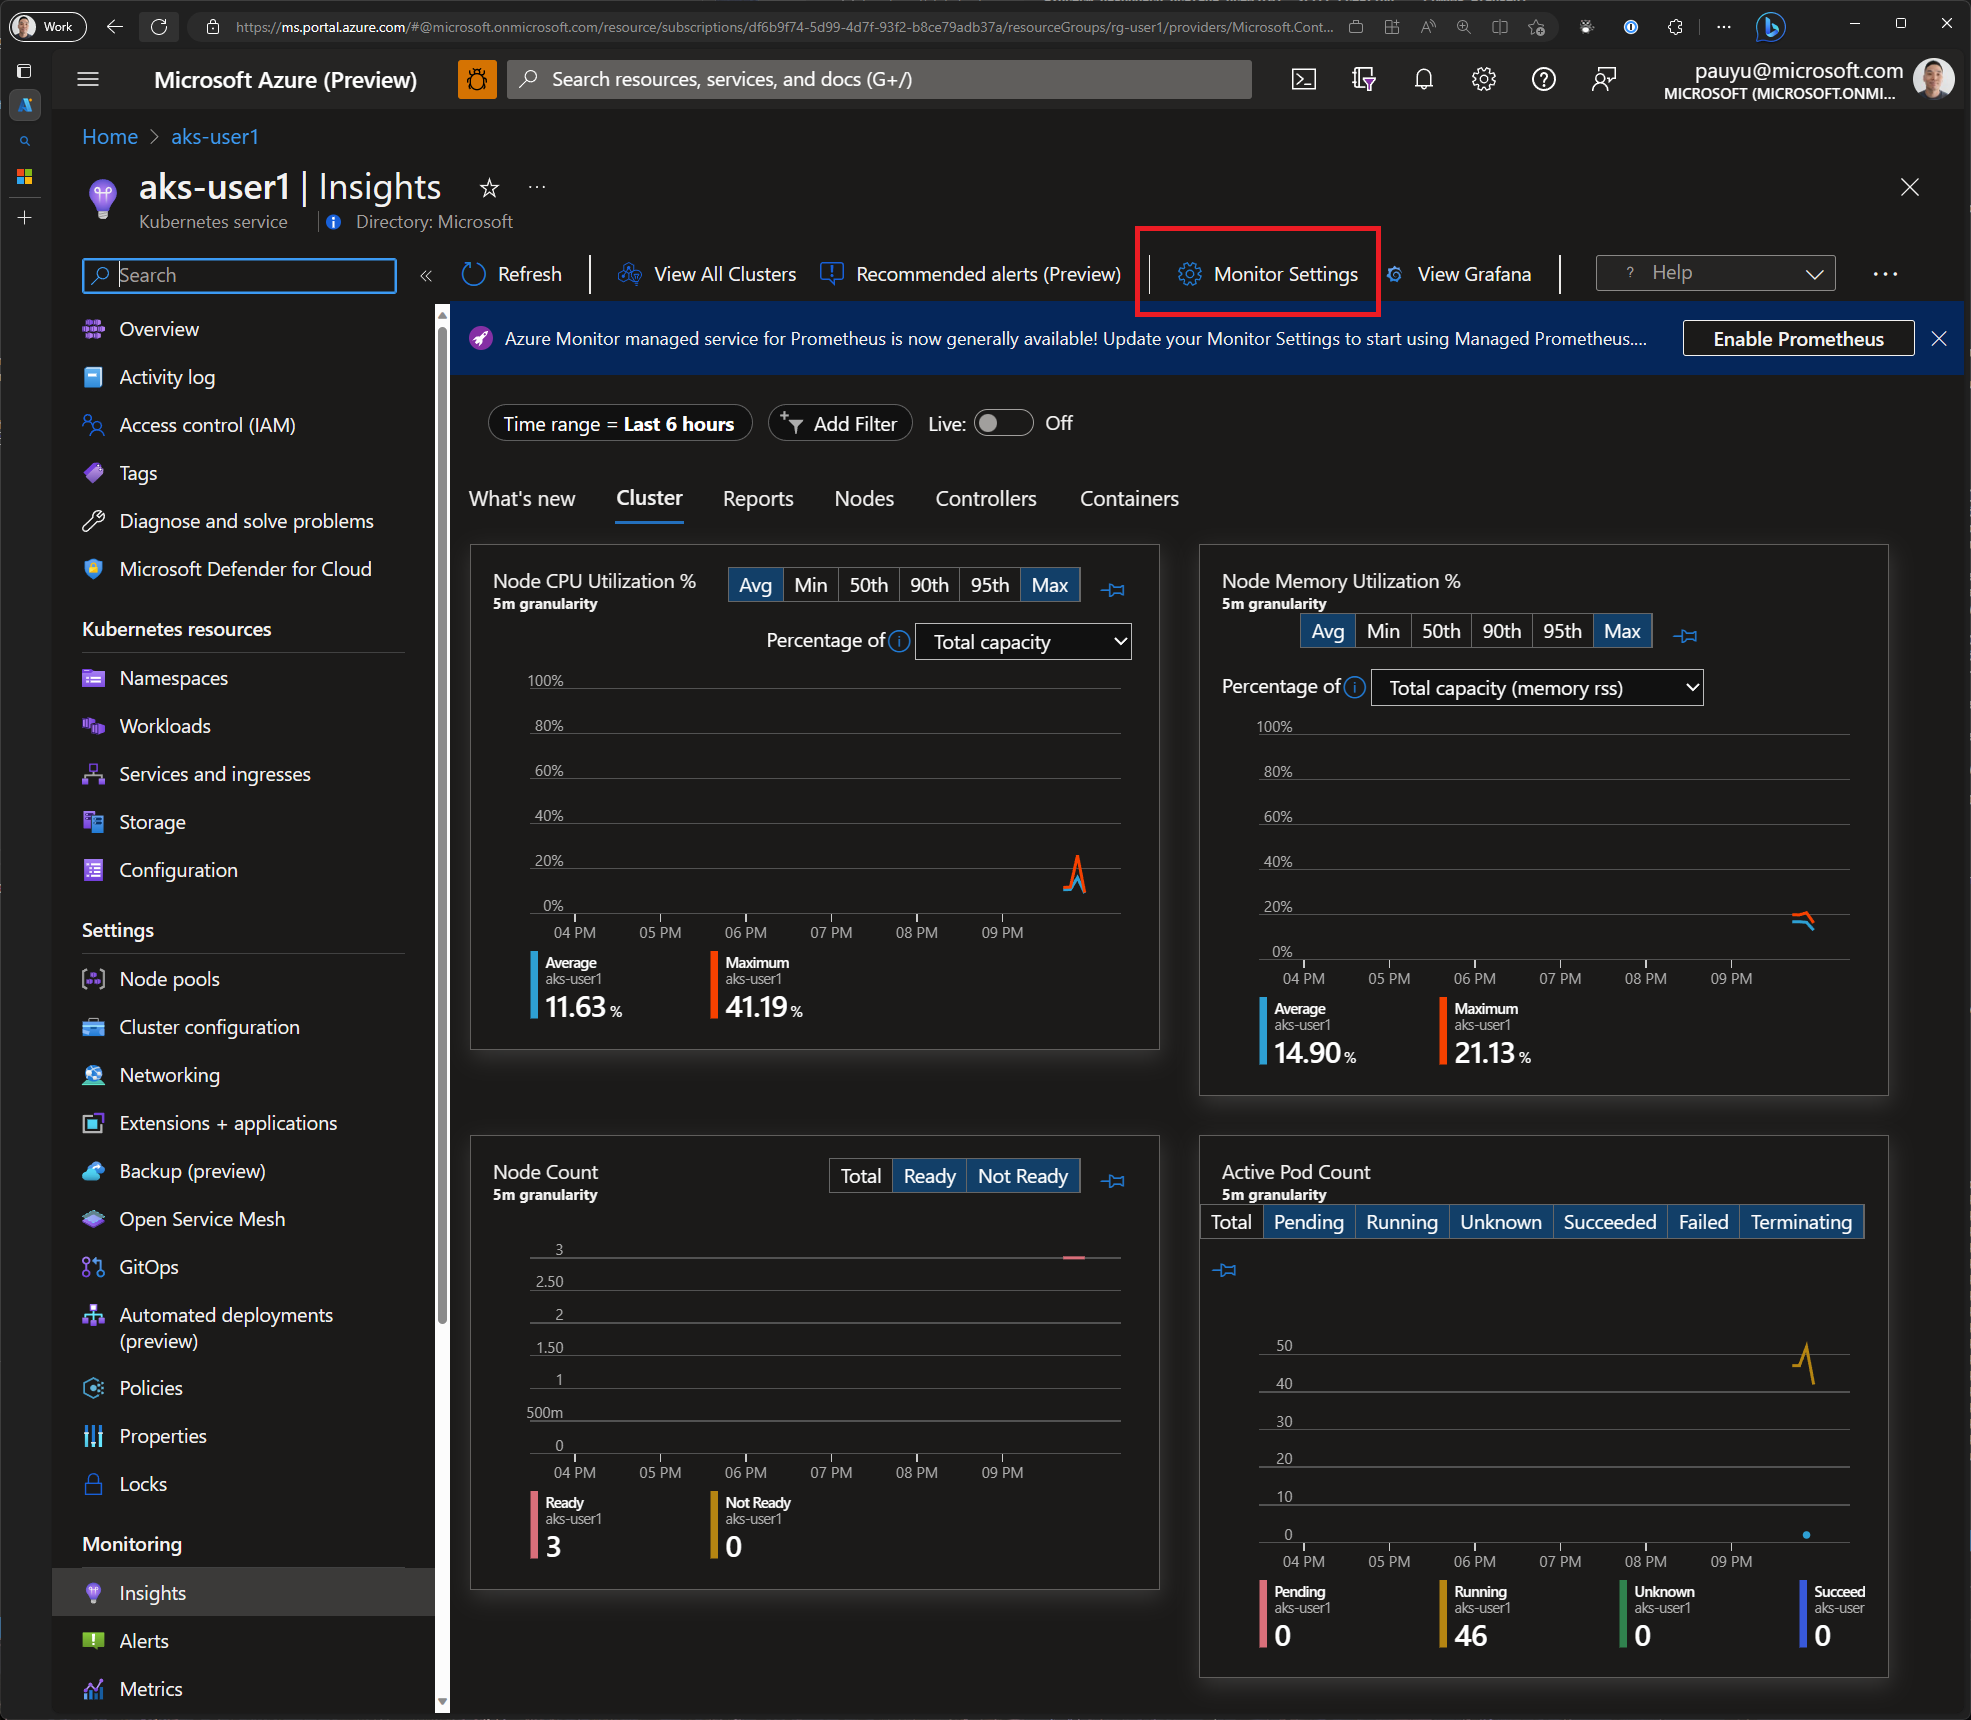 Work
https://ms.portal.azure.com/#@microsoft.onmicrosoft.com/resource/subscriptions/df6b9f74-5d99-4d7f-93f2-b8ce79adb37a/resourceGroups/rg-user1/providers/Microsoft.Cont...
Microsoft Azure (Preview)
Search resources, services, and docs (G+/)
pauyu@microsoft.com
MICROSOFT (MICROSOFT.ONMI...
Home > aks-user1
aks-user1 | Insights
Kubernetes service
Directory: Microsoft
Search
Refresh
View All Clusters
Recommended alerts (Preview)
Monitor Settings
View Grafana
? Help
Azure Monitor managed service for Prometheus is now generally available! Update your Monitor Settings to start using Managed Prometheus....
Enable Prometheus
Overview
Activity log
Access control (IAM)
Tags
Diagnose and solve problems
Microsoft Defender for Cloud
Kubernetes resources
Namespaces
Workloads
Services and ingresses
Storage
Configuration
Settings
Node pools
Cluster configuration
Networking
Extensions + applications
Backup (preview)
Open Service Mesh
GitOps
Automated deployments
(preview)
Policies
Properties
Locks
Monitoring
Insights
Alerts
Metrics
Time range = Last 6 hours
Add Filter
Live:
Off
What's new
Cluster
Reports
Nodes
Controllers
Containers
Node CPU Utilization %
5m granularity
Avg Min 50th 90th 95th Max
Percentage of
Total capacity
100%
80%
60%
40%
20%
0%
04 PM 05 PM 06 PM 07 PM 08 PM 09 PM
Average
aks-user1
11.63 %
Maximum
aks-user1
41.19 %
Node Memory Utilization %
5m granularity
Avg Min 50th 90th 95th Max
Percentage of
Total capacity (memory rss)
100%
80%
60%
40%
20%
0%
04 PM 05 PM 06 PM 07 PM 08 PM 09 PM
Average
aks-user1
14.90 %
Maximum
aks-user1
21.13 %
Node Count
5m granularity
Total Ready Not Ready
3
2.50
2
1.50
1
500m
0
04 PM 05 PM 06 PM 07 PM 08 PM 09 PM
Ready
aks-user1
3
Not Ready
aks-user1
0
Active Pod Count
5m granularity
Total Pending Running Unknown Succeeded Failed Terminating
50
40
30
20
10
0
04 PM 05 PM 06 PM 07 PM 08 PM 09 PM
Pending
aks-user1
0
Running
aks-user1
46
Unknown
aks-user1
0
Succeed
aks-user
0